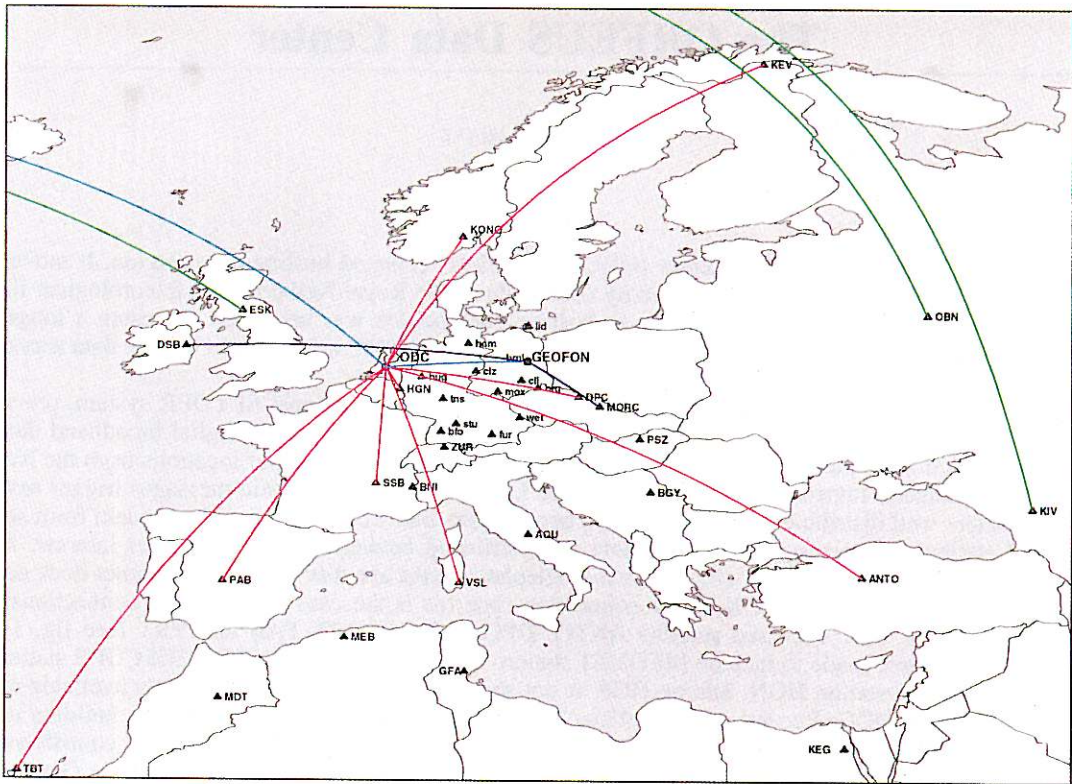 KEV
KONO
ESK
OBN
lid
DSB
ham
ODC
GEOFON
clz
bug
HGN
cll
mox
DPC
tns
MORC
wet
stu
bfo
fur
ZUR
PSZ
SSB
BNI
BGY
KIV
AQU
PAB
VSL
ANTO
MEB
GFA
MDT
KEG
TBT